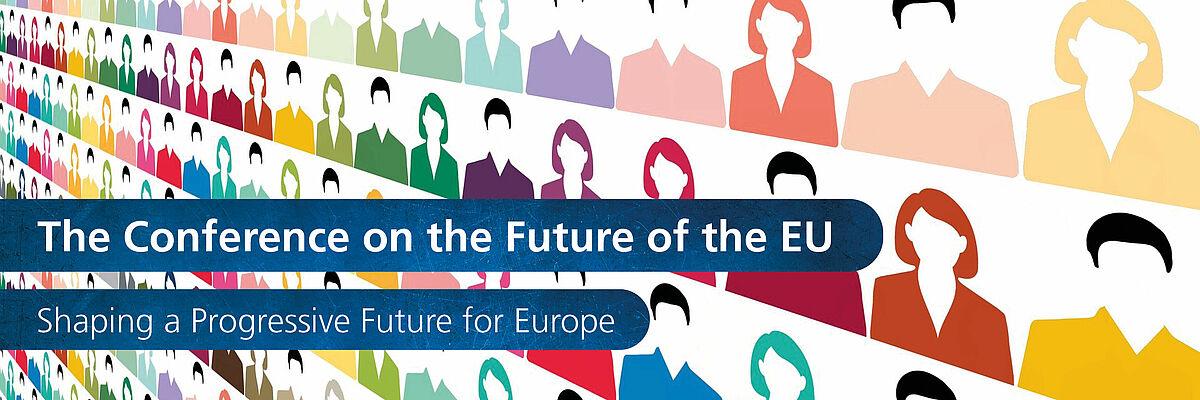 The Conference on the Future of the EU
Shaping a Progressive Future for Europe